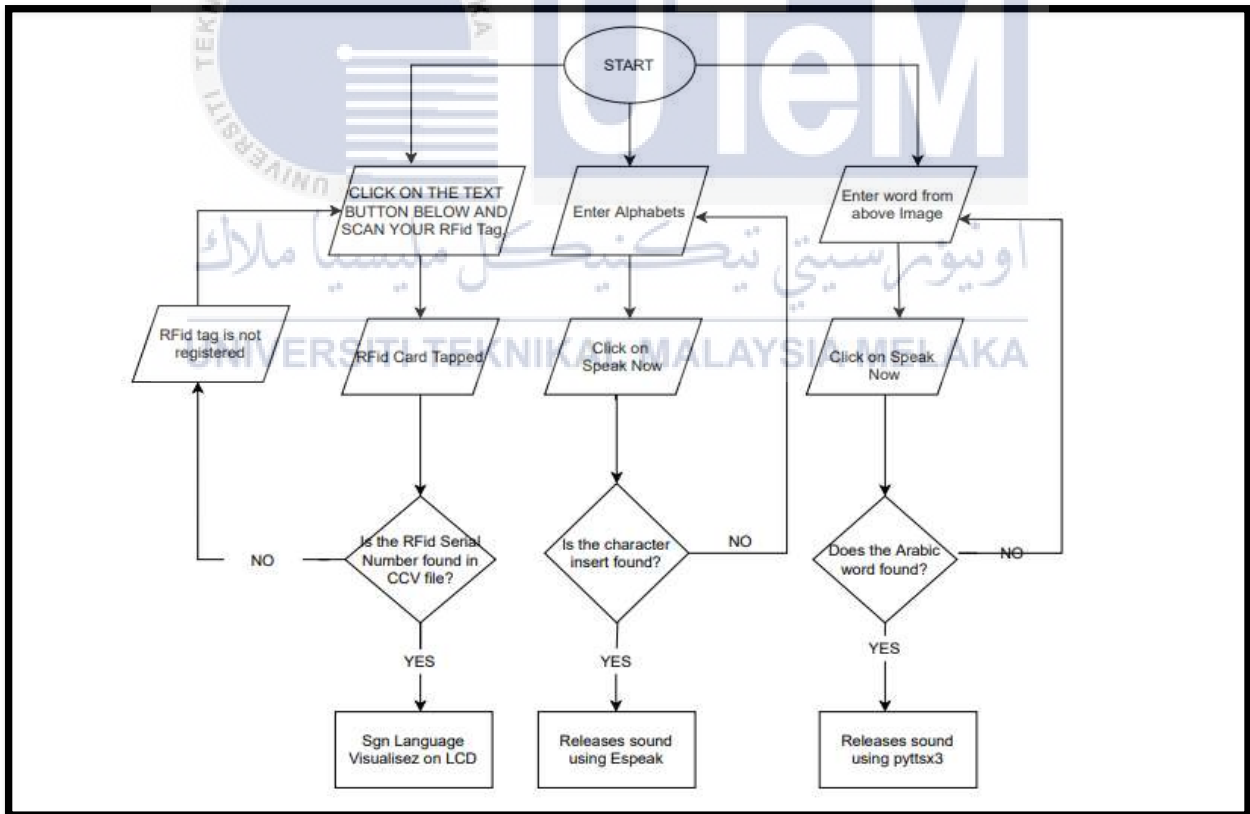 UTeM
START
CLICK ON THE TEXT
BUTTON BELOW AND
SCAN YOUR RFid Tag.
Enter Alphabets
Enter word from
above Image
اونيۏرسيتي تيكنيكل مليسيا ملاك
UNIVERSITI TEKNIKAL MALAYSIA MELAKA
RFid tag is not
registered
RFid Card Tapped
Click on
Speak Now
Click on Speak
Now
Is the RFid Serial
Number found in
CCV file?
NO
Is the character
insert found?
NO
Does the Arabic
word found?
NO
YES
YES
YES
Sgn Language
Visualisez on LCD
Releases sound
using Espeak
Releases sound
using pyttsx3